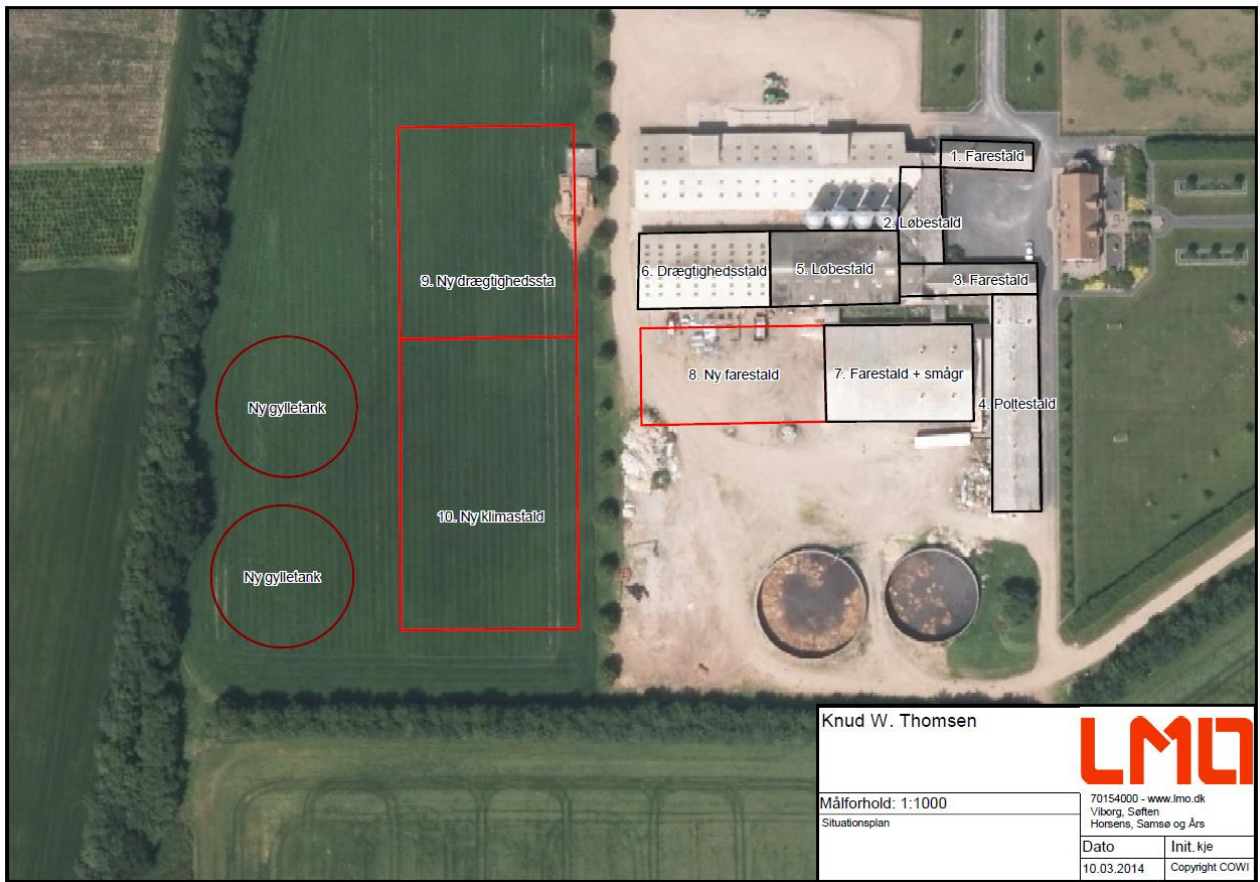 1. Farestald
2. Løbestald
6. Drægtighedsstald
5. Løbestald
3. Farestald
9. Ny drægtighedssta
8. Ny farestald
7. Farestald + smågr
4. Poltestald
Ny gylletank
10. Ny klimastald
Ny gylletank
Knud W. Thomsen
LMO
Målforhold: 1:1000
Situationsplan
70154000 - www.lmo.dk
Viborg, Søften
Horsens, Samsø og Års
Dato
Init. kje
10.03.2014
Copyright COWI